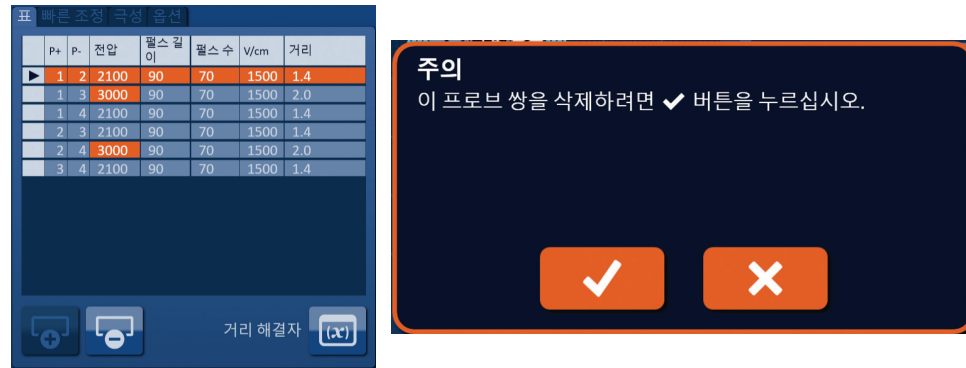 표 빠른 조정 극성 옵션
P+ P- 전압 펄스 길이 펄스 수 V/cm 거리
1 2 2100 90 70 1500 1.4
1 3 3000 90 70 1500 2.0
1 4 2100 90 70 1500 1.4
2 3 2100 90 70 1500 1.4
2 4 3000 90 70 1500 2.0
3 4 2100 90 70 1500 1.4
거리 해결자 (x)
주의
이 프로브 쌍을 삭제하려면 ✔ 버튼을 누르십시오.